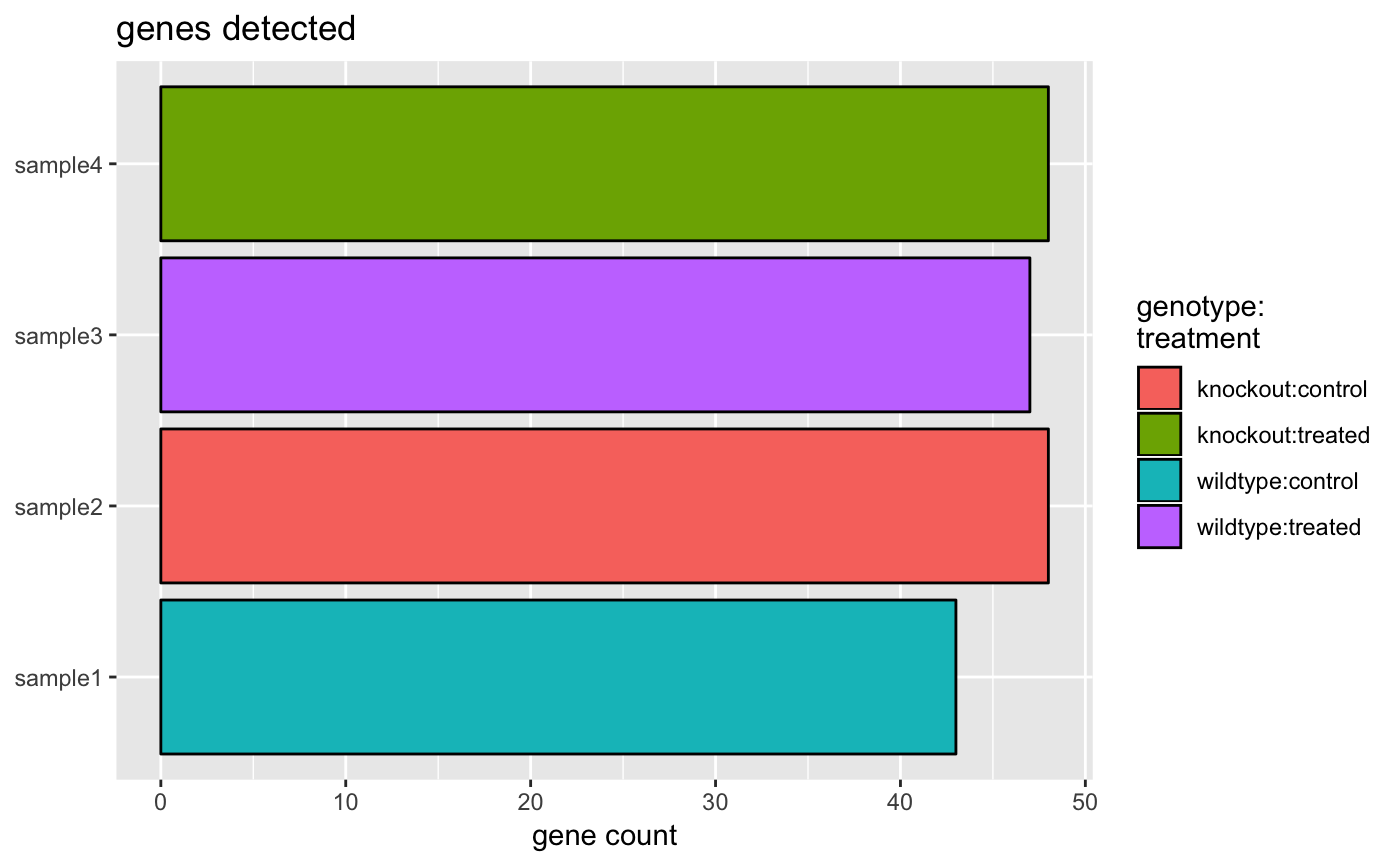 genes detected
sample4
sample3
sample2
sample1
0 10 20 30 40 50
gene count
genotype:
treatment
knockout:control
knockout:treated
wildtype:control
wildtype:treated